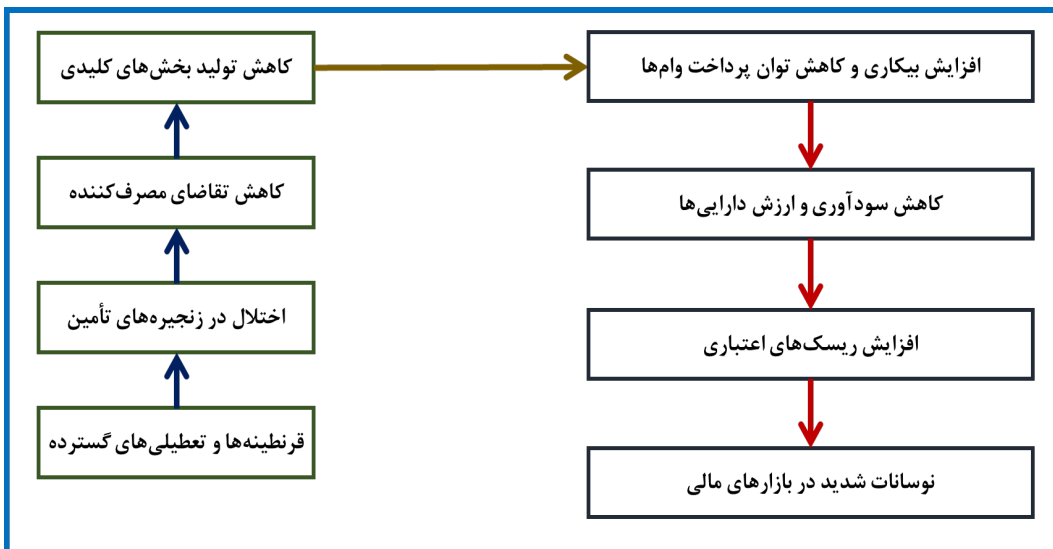 کاهش تولید بخش‌های کلیدی
افزایش بیکاری و کاهش توان پرداخت وام‌ها
کاهش تقاضای مصرف‌کننده
کاهش سودآوری و ارزش دارایی‌ها
اختلال در زنجیره‌های تأمین
افزایش ریسک‌های اعتباری
قرنطینه‌ها و تعطیلی‌های گسترده
نوسانات شدید در بازارهای مالی